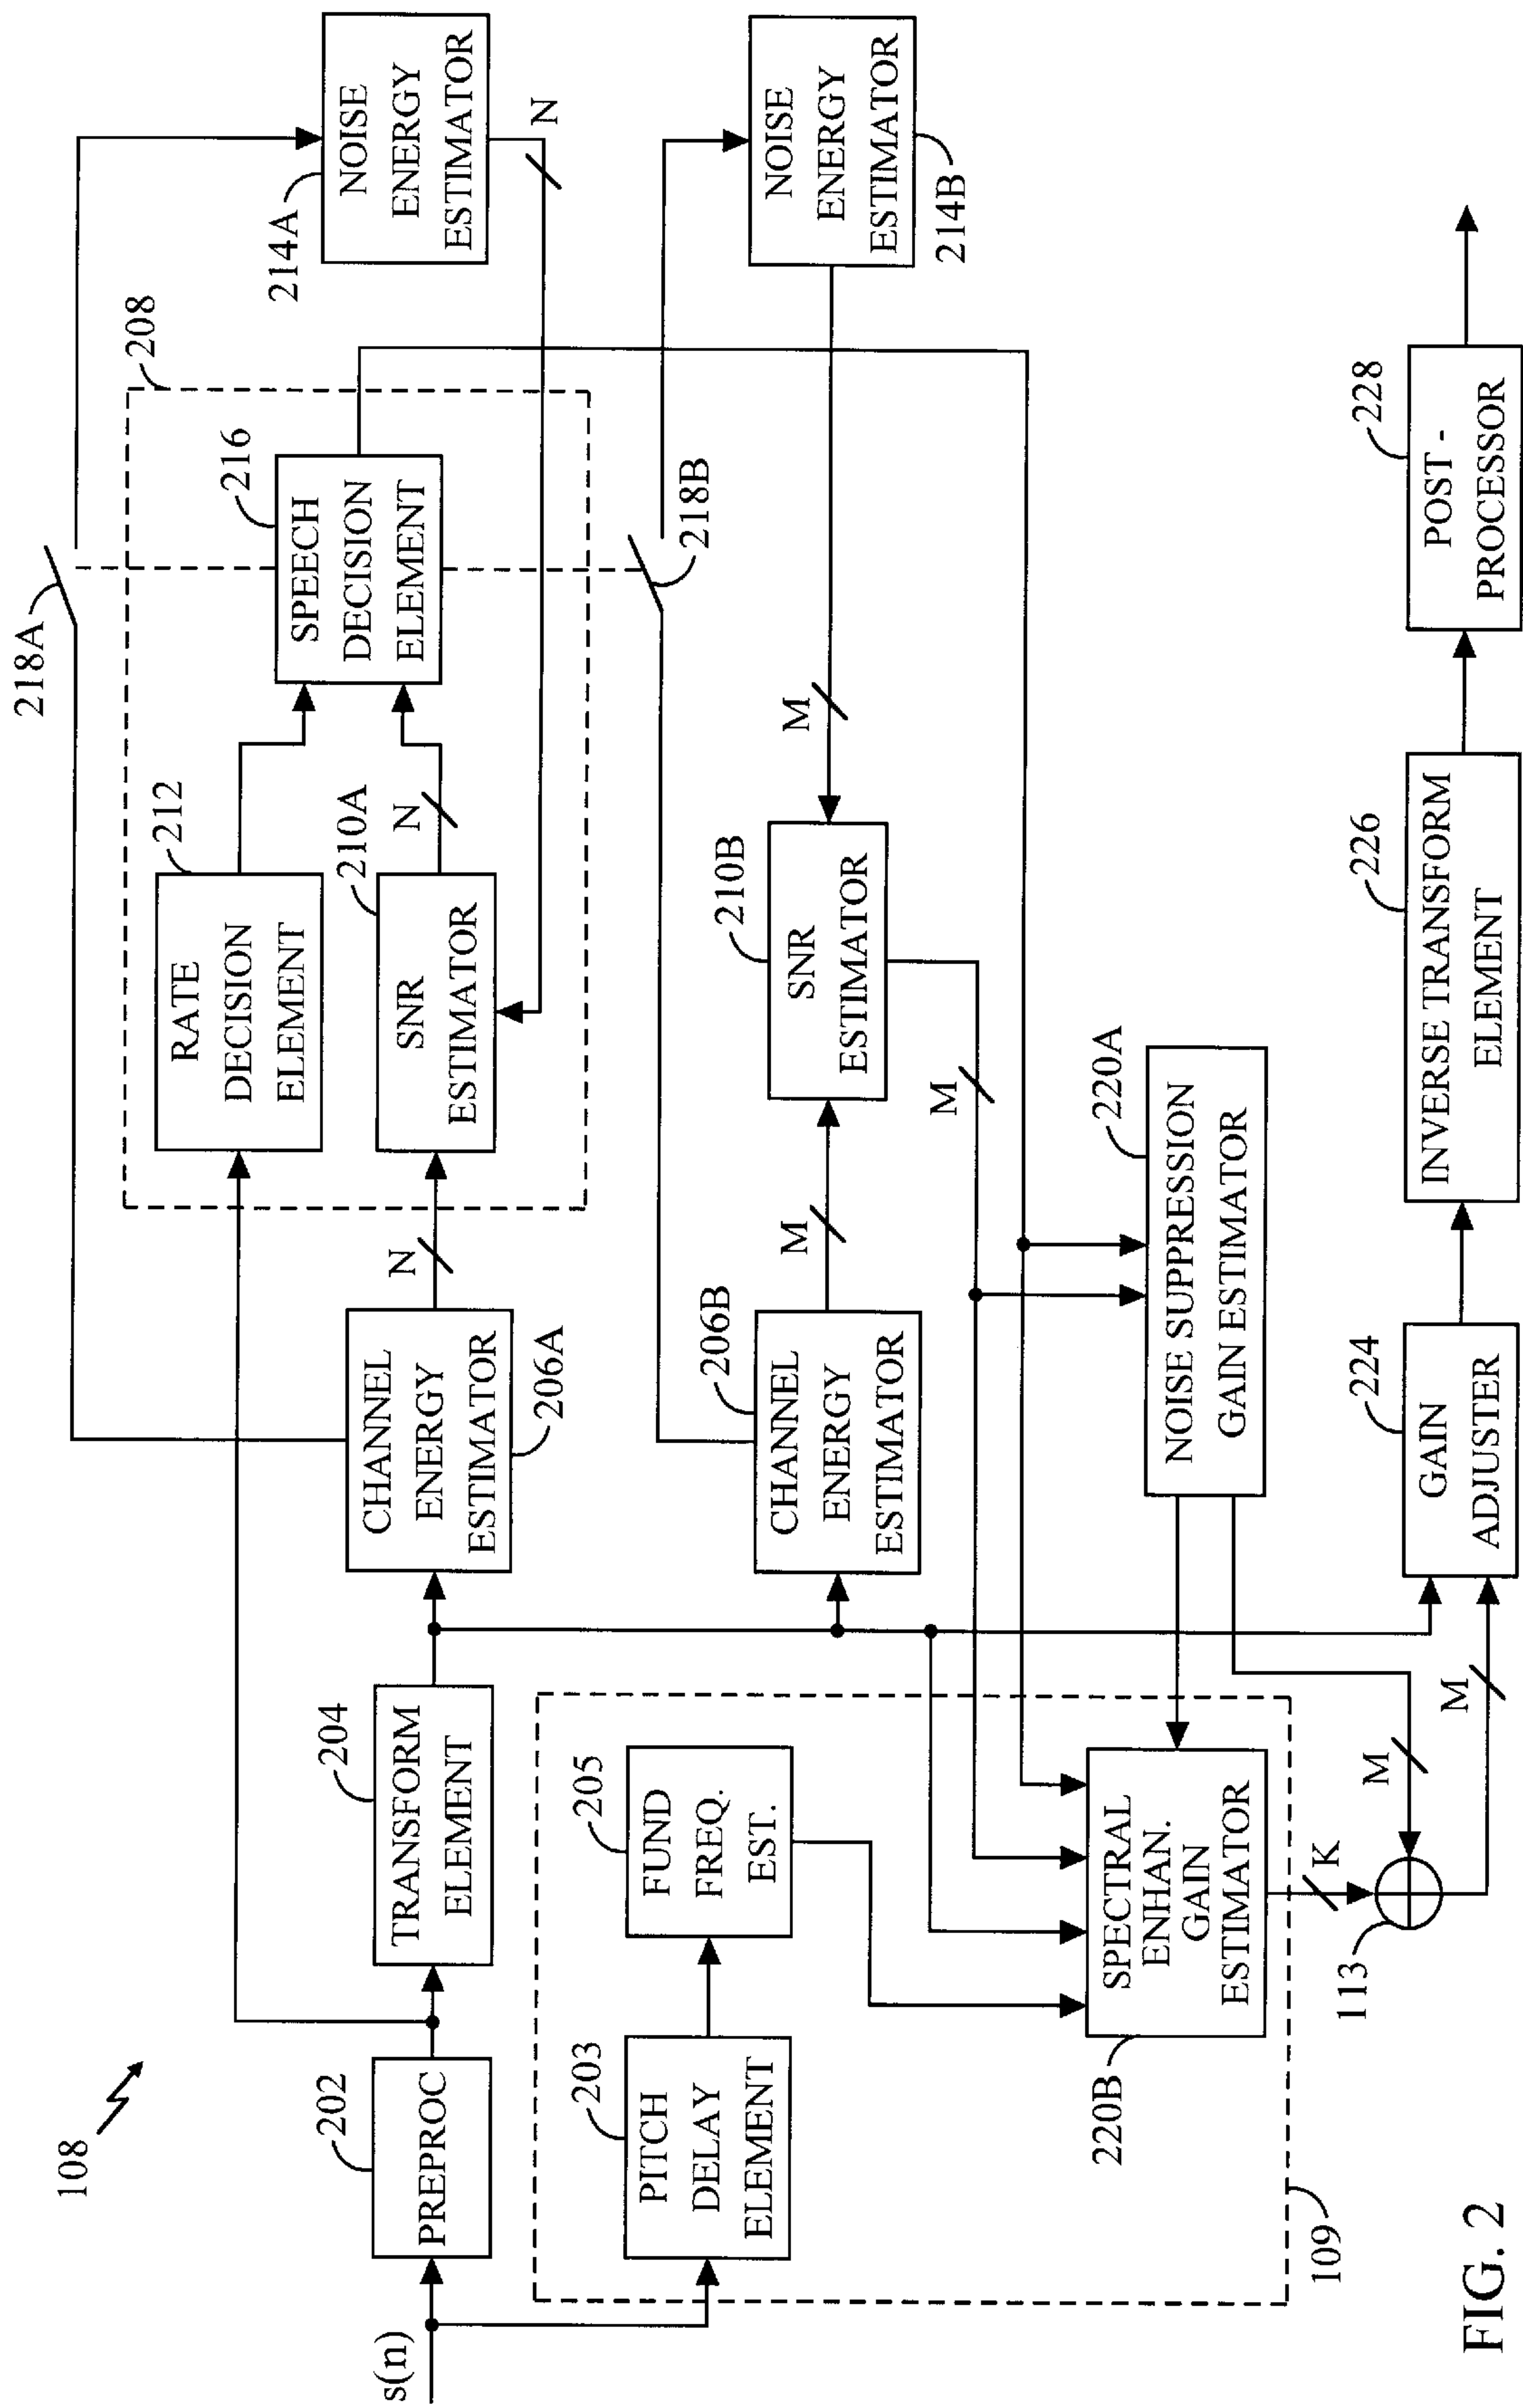 108
s(n)
202
PREPROC
204
TRANSFORM
ELEMENT
CHANNEL
ENERGY
ESTIMATOR
206A
N
218A
208
212
RATE
DECISION
ELEMENT
210A
SNR
ESTIMATOR
N
216
SPEECH
DECISION
ELEMENT
214A
NOISE
ENERGY
ESTIMATOR
N
203
PITCH
DELAY
ELEMENT
205
FUND
FREQ.
EST.
206B
CHANNEL
ENERGY
ESTIMATOR
M
210B
SNR
ESTIMATOR
M
218B
M
NOISE
ENERGY
ESTIMATOR
214B
220B
SPECTRAL
ENHAN.
GAIN
ESTIMATOR
K
220A
NOISE SUPPRESSION
GAIN ESTIMATOR
109
113
M
M
224
GAIN
ADJUSTER
226
INVERSE TRANSFORM
ELEMENT
228
POST -
PROCESSOR
FIG. 2